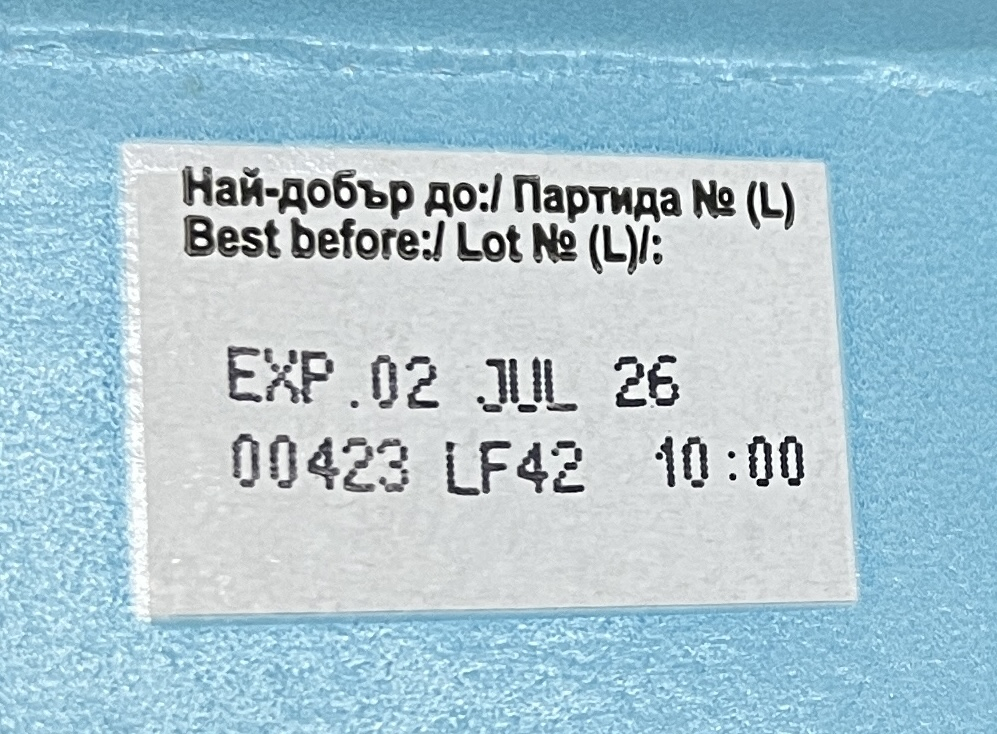 Най-добър до:/ Партида № (L)
Best before:/ Lot № (L)/:
EXP.02 JUL 26
00423 LF42 10:00